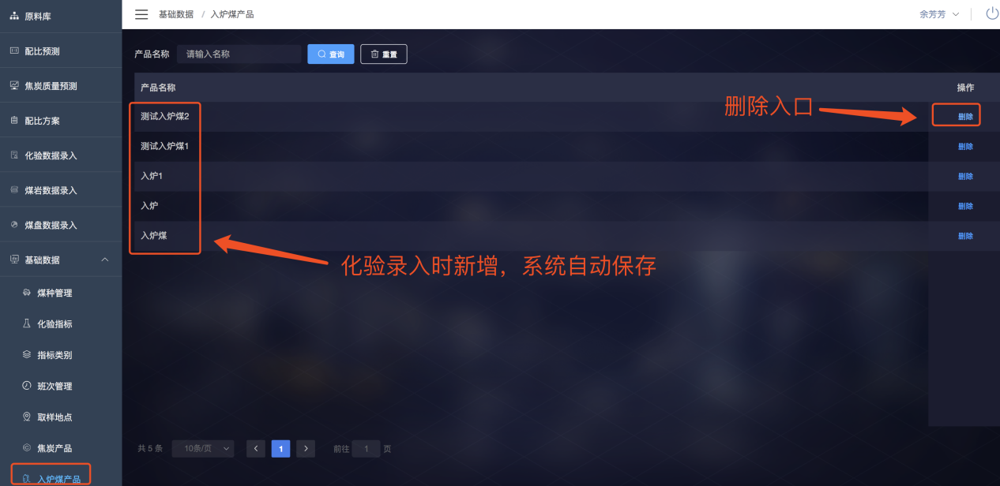 原料库
配比预测
焦炭质量预测
配比方案
化验数据录入
煤岩数据录入
煤盘数据录入
基础数据
煤种管理
化验指标
指标类别
班次管理
取样地点
焦炭产品
入炉煤产品
基础数据 / 入炉煤产品
余芳芳
产品名称 请输入名称 查询 重置
产品名称 操作
测试入炉煤2 删除
测试入炉煤1 删除
入炉1 删除
入炉 删除
入炉煤 删除
删除入口
化验录入时新增，系统自动保存
共 5 条 10条/页 1 前往 1 页